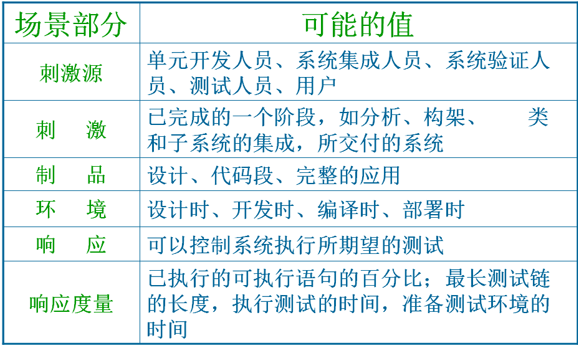 场景部分 可能的值
刺激源 单元开发人员、系统集成人员、系统验证人
员、测试人员、用户
刺 激 已完成的一个阶段，如分析、构架、 类
和子系统的集成，所交付的系统
制 品 设计、代码段、完整的应用
环 境 设计时、开发时、编译时、部署时
响 应 可以控制系统执行所期望的测试
响应度量 已执行的可执行语句的百分比；最长测试链
的长度，执行测试的时间，准备测试环境的
时间